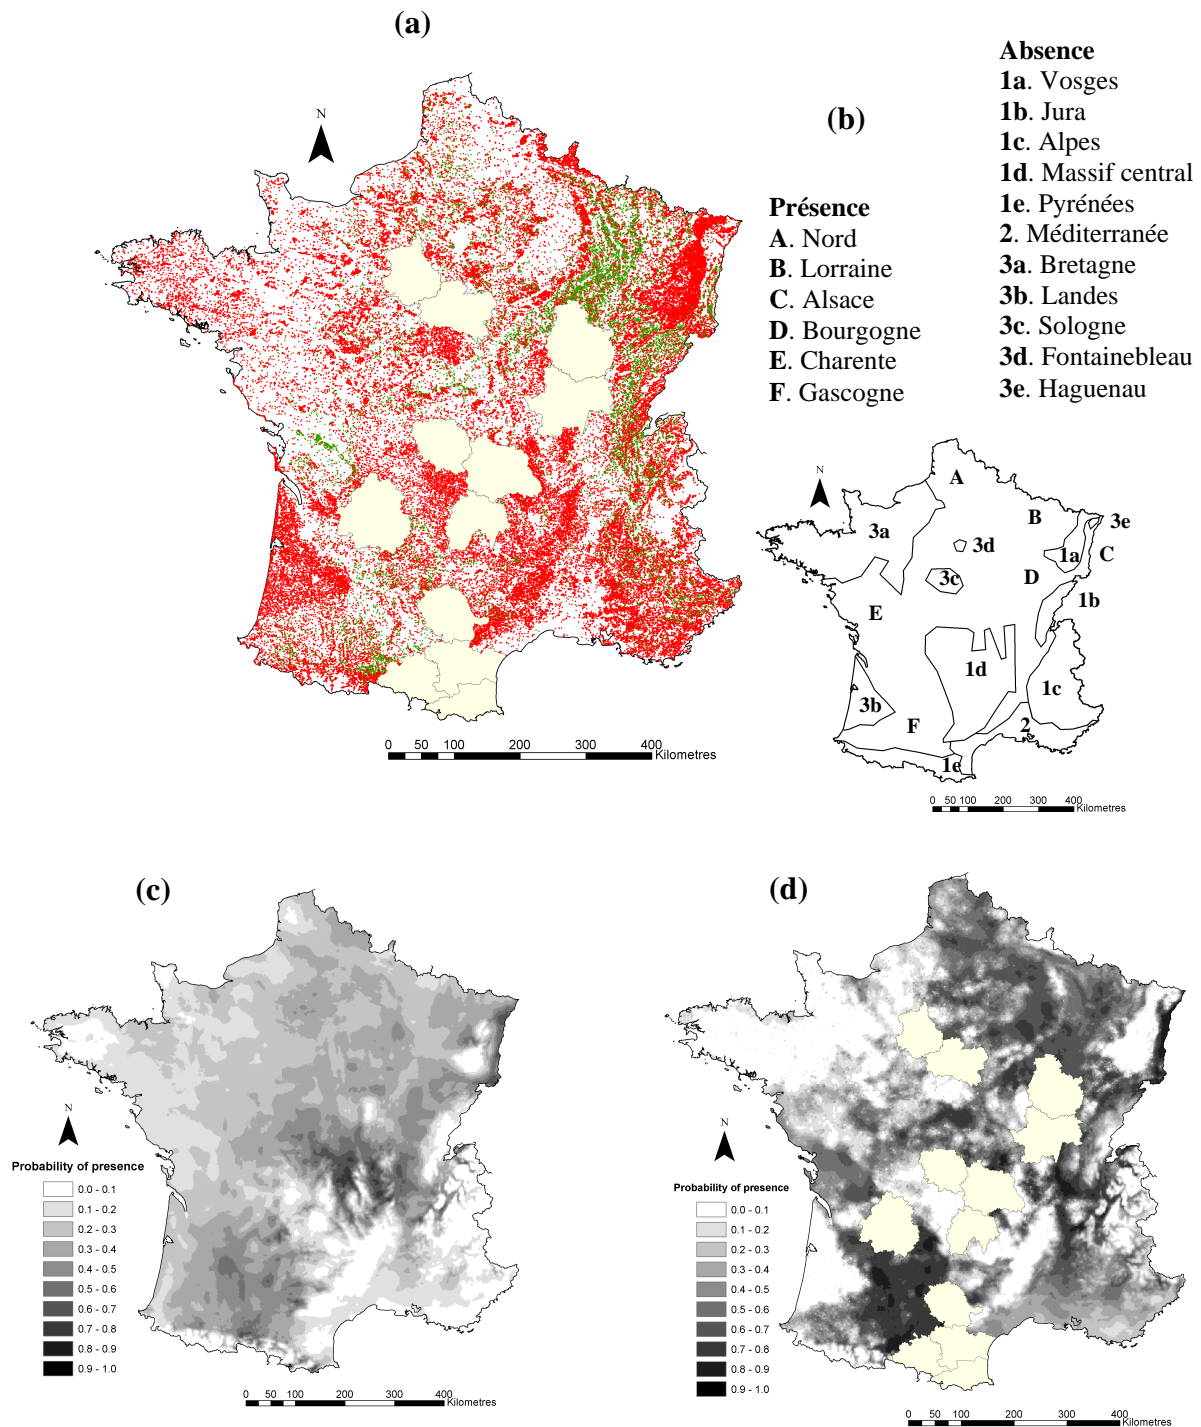 (a)
N
0 50 100 200 300 400
Kilometres
(b)
Présence
A. Nord
B. Lorraine
C. Alsace
D. Bourgogne
E. Charente
F. Gascogne
Absence
1a. Vosges
1b. Jura
1c. Alpes
1d. Massif central
1e. Pyrénées
2. Méditerranée
3a. Bretagne
3b. Landes
3c. Sologne
3d. Fontainebleau
3e. Haguenau
N
A
B
3e
3a
3d
1a
C
3c
D
1b
E
1d
1c
3b
F
2
1e
0 50 100 200 300 400
Kilometres
(c)
N
Probability of presence
0.0 - 0.1
0.1 - 0.2
0.2 - 0.3
0.3 - 0.4
0.4 - 0.5
0.5 - 0.6
0.6 - 0.7
0.7 - 0.8
0.8 - 0.9
0.9 - 1.0
0 50 100 200 300 400
Kilometres
(d)
N
Probability of presence
0.0 - 0.1
0.1 - 0.2
0.2 - 0.3
0.3 - 0.4
0.4 - 0.5
0.5 - 0.6
0.6 - 0.7
0.7 - 0.8
0.8 - 0.9
0.9 - 1.0
0 50 100 200 300 400
Kilometres